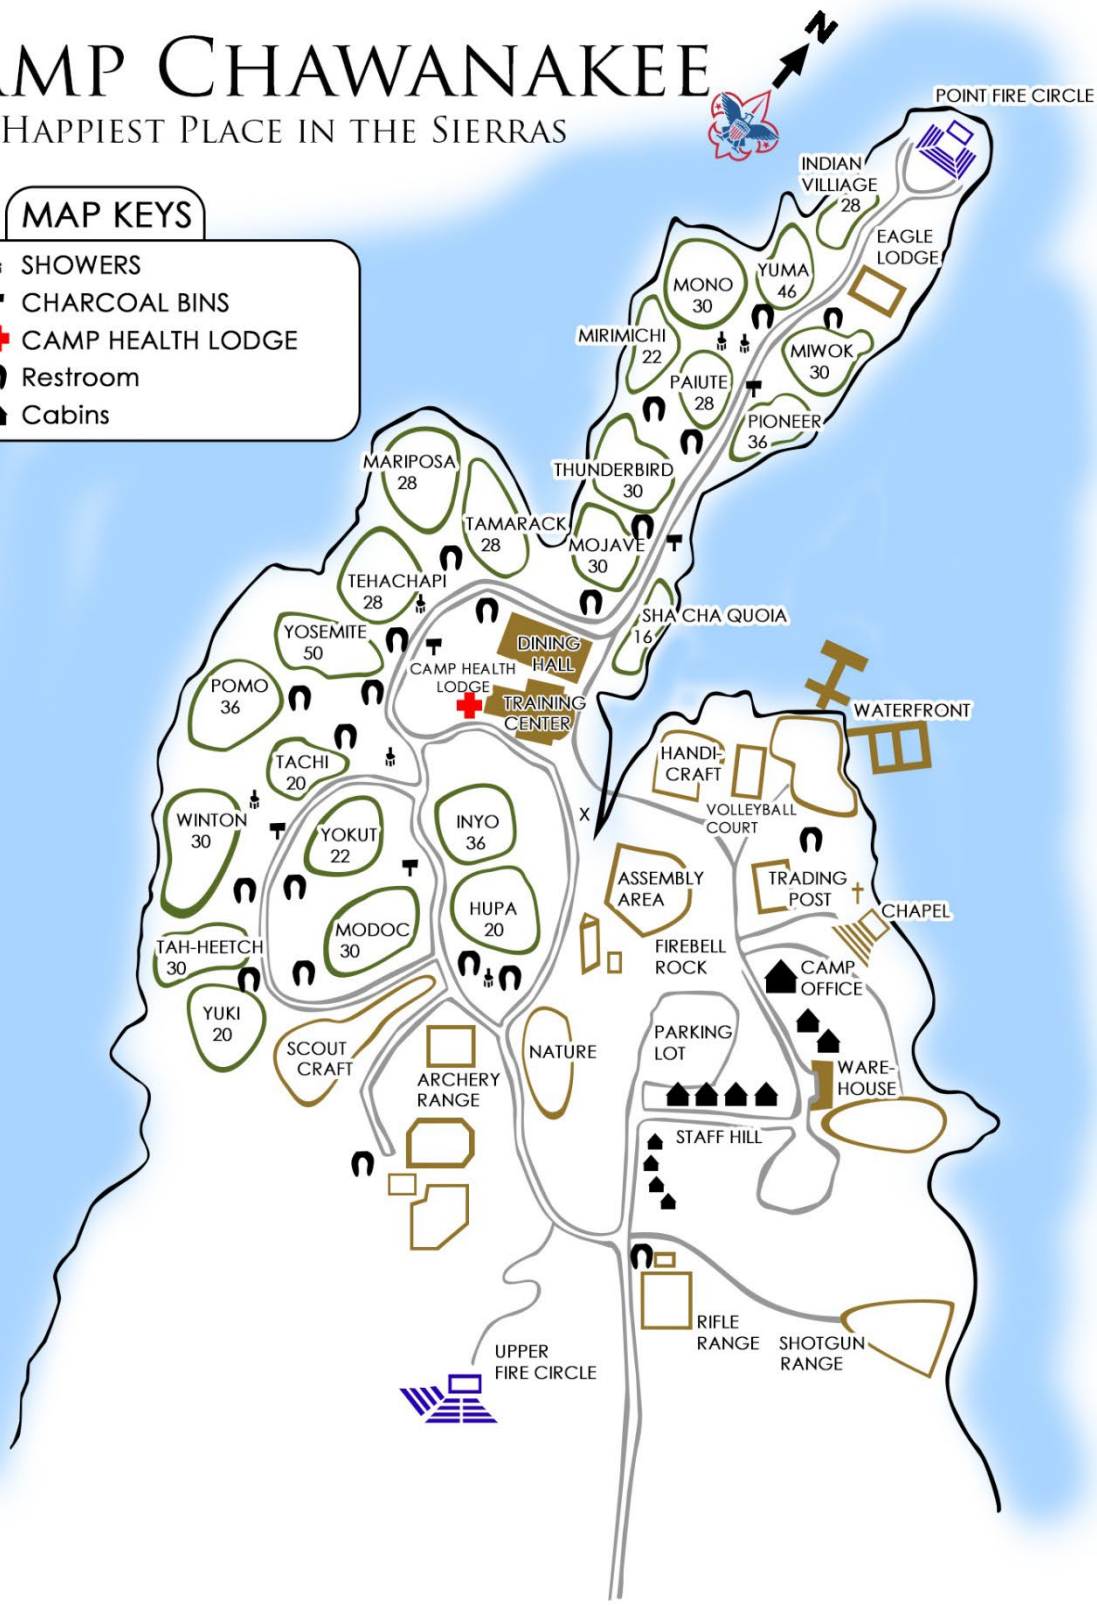 AMP CHAWANAKEE
HAPPIEST PLACE IN THE SIERRAS
N
MAP KEYS
SHOWERS
CHARCOAL BINS
CAMP HEALTH LODGE
Restroom
Cabins
POINT FIRE CIRCLE
INDIAN
VILLIAGE
28
EAGLE
LODGE
MONO
30
YUMA
46
MIRIMICHI
22
MIWOK
30
PAIUTE
28
PIONEER
36
THUNDERBIRD
30
MARIPOSA
28
TAMARACK
28
MOJAVE
30
TEHACHAPI
28
SHA CHA QUOIA
16
YOSEMITE
50
DINING
HALL
CAMP HEALTH
LODGE
TRAINING
CENTER
POMO
36
WATERFRONT
HANDI-
CRAFT
TACHI
20
VOLLEYBALL
COURT
X
WINTON
30
YOKUT
22
INYO
36
ASSEMBLY
AREA
TRADING
POST
CHAPEL
HUPA
20
MODOC
30
TAH-HEETCH
30
FIREBELL
ROCK
CAMP
OFFICE
YUKI
20
SCOUT
CRAFT
NATURE
PARKING
LOT
ARCHERY
RANGE
WARE-
HOUSE
STAFF HILL
RIFLE
RANGE
SHOTGUN
RANGE
UPPER
FIRE CIRCLE